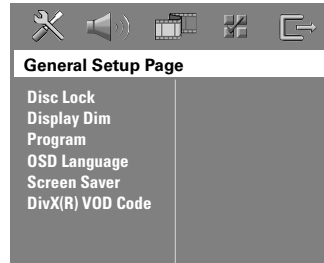 General Setup Page
Disc Lock
Display Dim
Program
OSD Language
Screen Saver
DivX(R) VOD Code